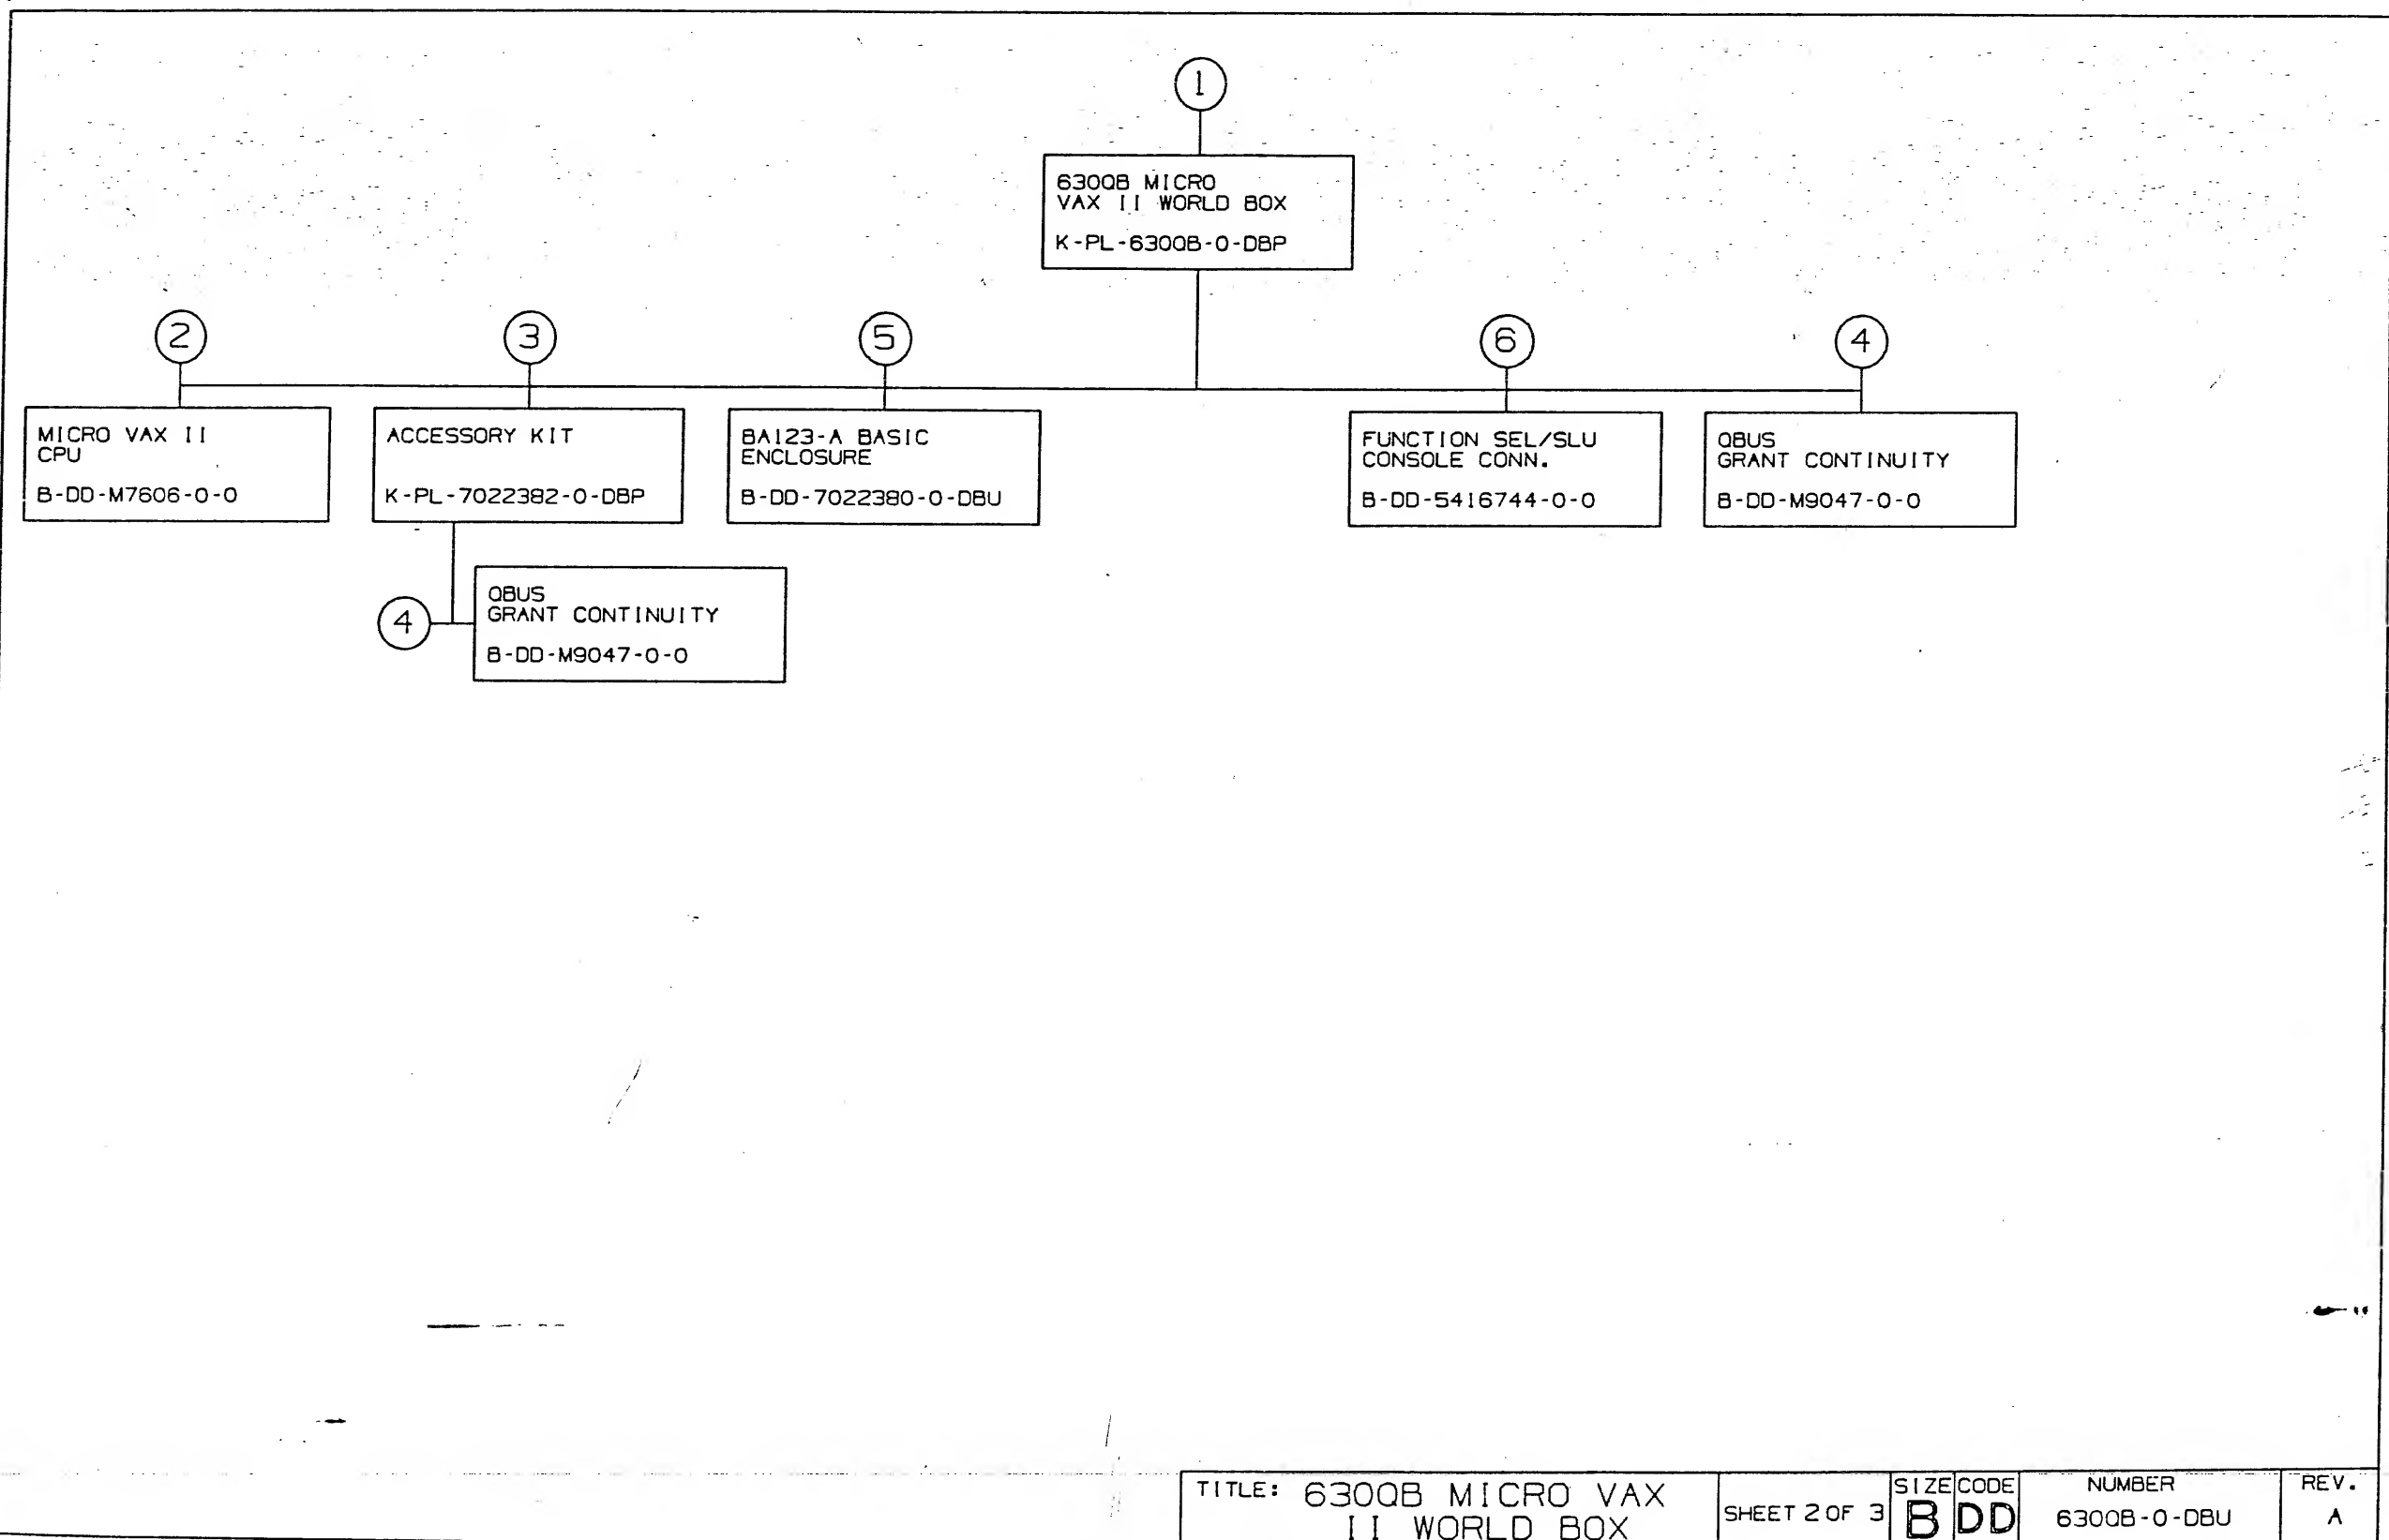 1
630QB MICRO
VAX II WORLD BOX
K-PL-630QB-0-DBP
2
3
5
6
4
MICRO VAX II
CPU
B-DD-M7606-0-0
ACCESSORY KIT
K-PL-7022382-0-DBP
BA123-A BASIC
ENCLOSURE
B-DD-7022380-0-DBU
FUNCTION SEL/SLU
CONSOLE CONN.
B-DD-5416744-0-0
QBUS
GRANT CONTINUITY
B-DD-M9047-0-0
4
QBUS
GRANT CONTINUITY
B-DD-M9047-0-0
TITLE: 630QB MICRO VAX
II WORLD BOX
SHEET 2 OF 3
SIZE
B
CODE
DD
NUMBER
630QB-0-DBU
REV.
A